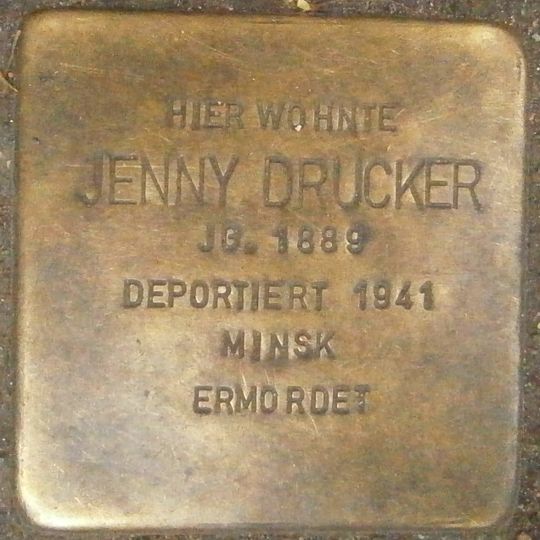 HIER WOHNTE
JENNY DRUCKER
JG. 1889
DEPORTIERT 1941
MINSK
ERMORDET